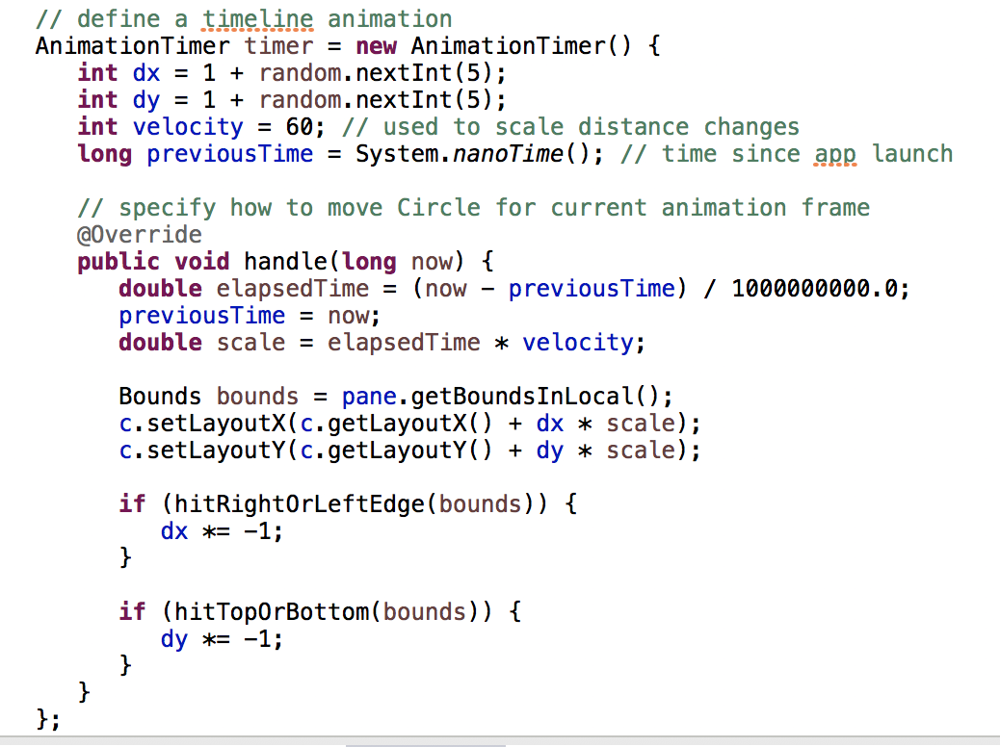 // define a timeline animation
AnimationTimer timer = new AnimationTimer() {
   int dx = 1 + random.nextInt(5);
   int dy = 1 + random.nextInt(5);
   int velocity = 60; // used to scale distance changes
   long previousTime = System.nanoTime(); // time since app launch

   // specify how to move Circle for current animation frame
   @Override
   public void handle(long now) {
      double elapsedTime = (now - previousTime) / 1000000000.0;
      previousTime = now;
      double scale = elapsedTime * velocity;

      Bounds bounds = pane.getBoundsInLocal();
      c.setLayoutX(c.getLayoutX() + dx * scale);
      c.setLayoutY(c.getLayoutY() + dy * scale);

      if (hitRightOrLeftEdge(bounds)) {
         dx *= -1;
      }

      if (hitTopOrBottom(bounds)) {
         dy *= -1;
      }
   }
};